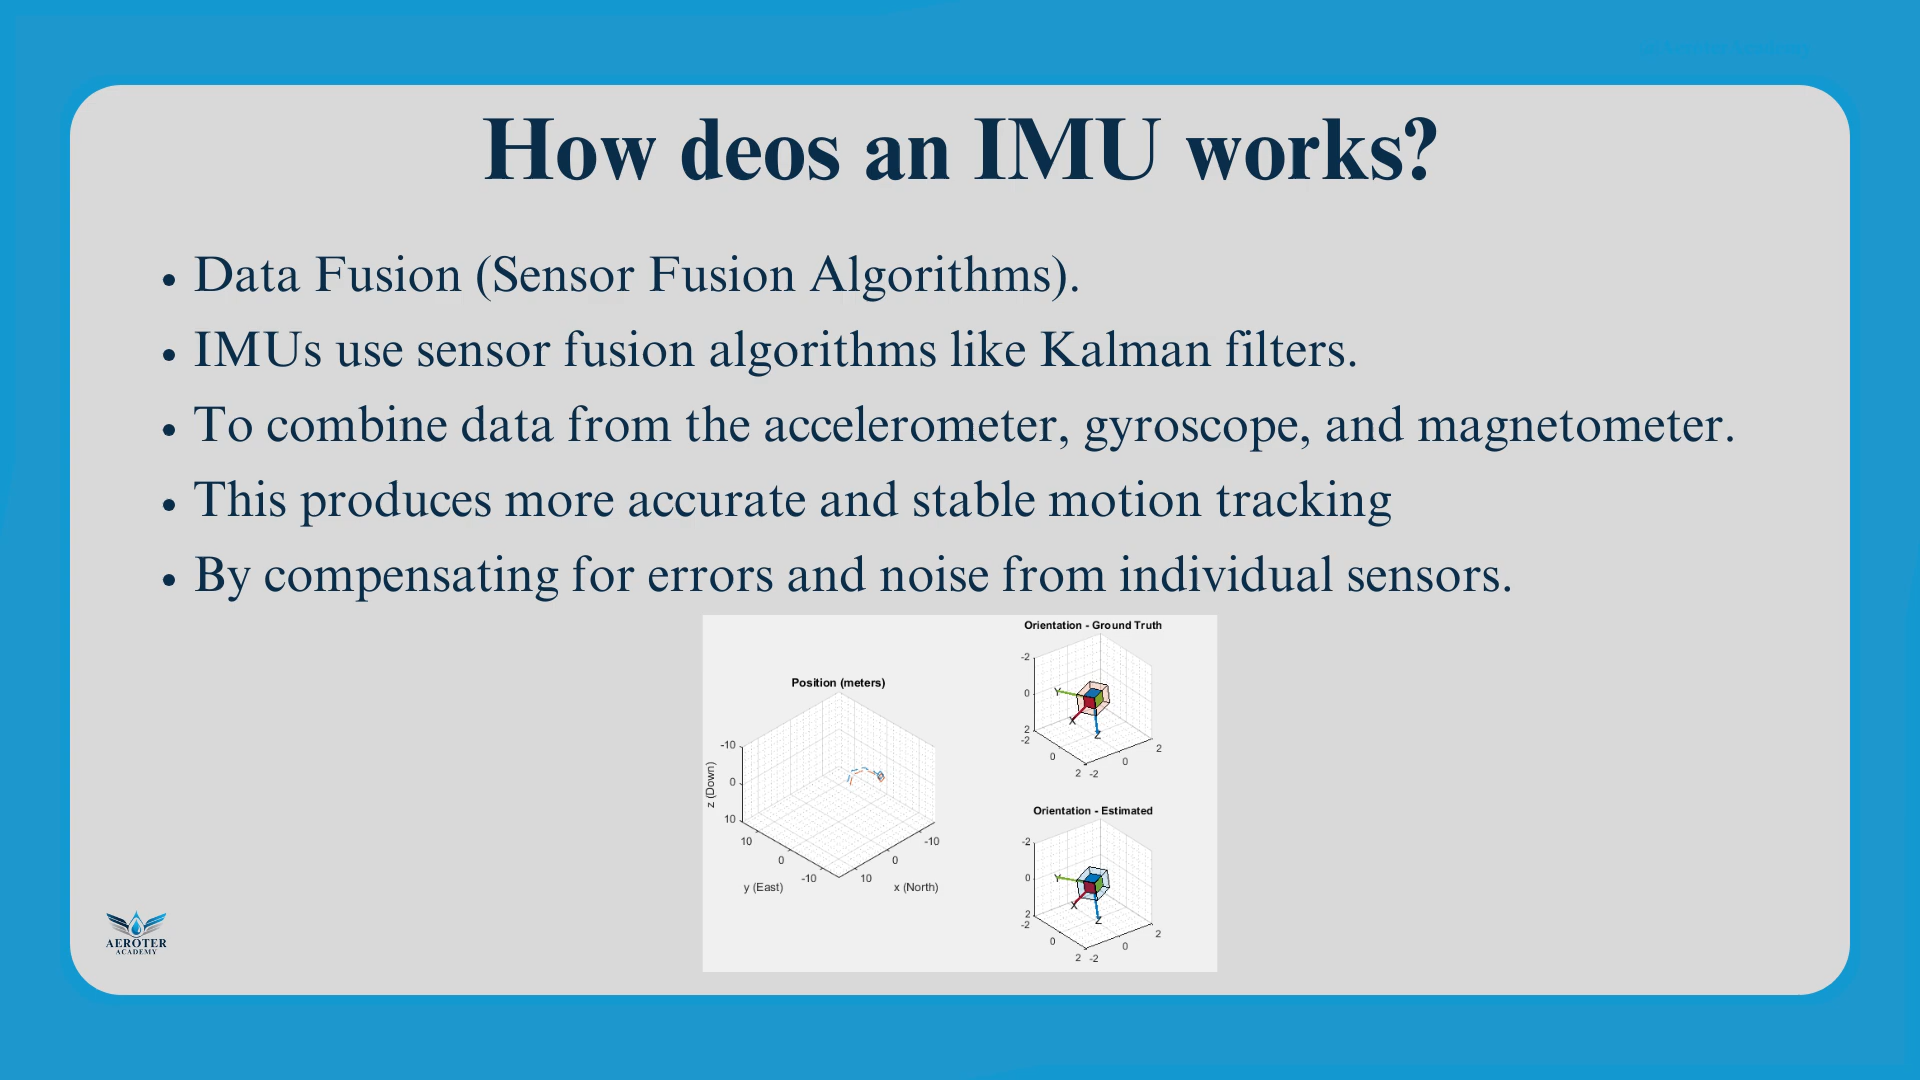 How deos an IMU works?
• Data Fusion (Sensor Fusion Algorithms).
• IMUs use sensor fusion algorithms like Kalman filters.
• To combine data from the accelerometer, gyroscope, and magnetometer.
• This produces more accurate and stable motion tracking
• By compensating for errors and noise from individual sensors.
Position (meters)
-10
0
10
z (Down)
10
0
-10
y (East)
10
0
-10
x (North)
Orientation - Ground Truth
-2
0
2
-2
0
2
-2
0
2
Y
X
Z
Orientation - Estimated
-2
0
2
-2
0
2
-2
0
2
Y
X
Z
AEROTER
ACADEMY